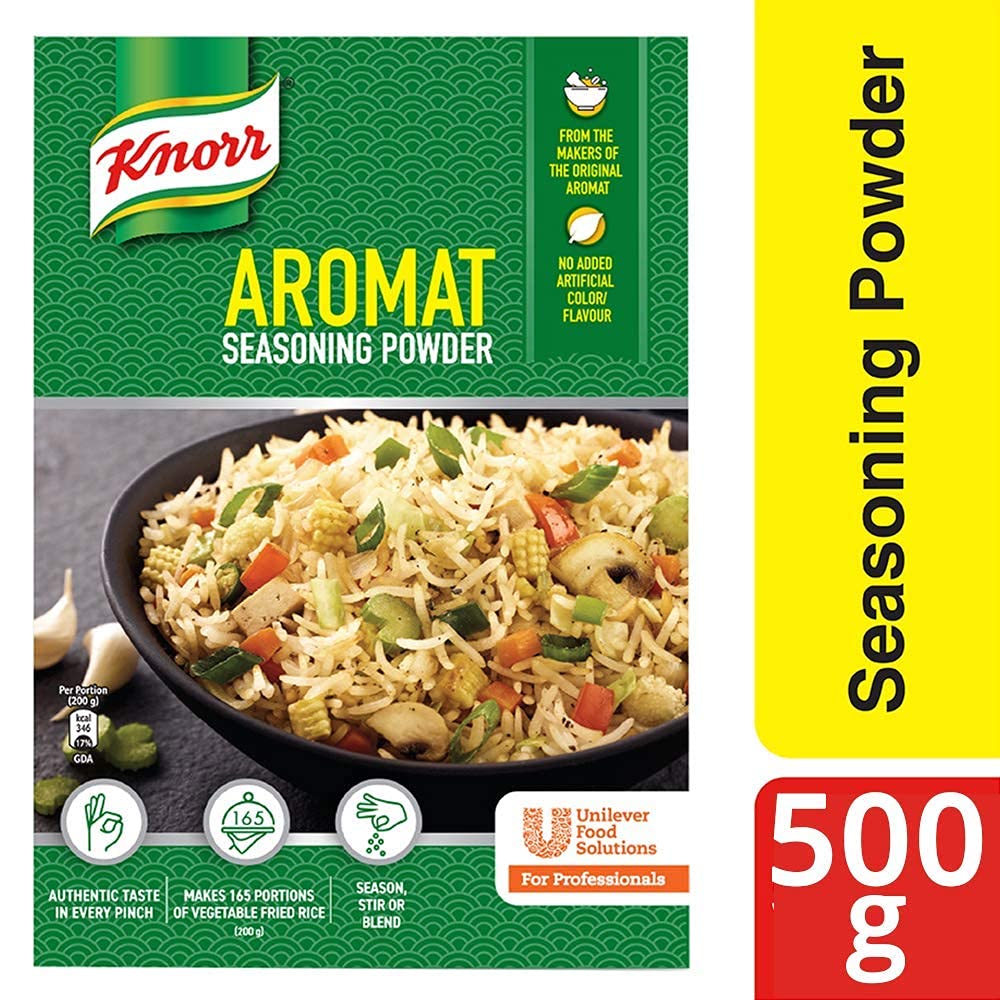 Knorr
®
AROMAT
SEASONING POWDER
FROM THE
MAKERS OF
THE ORIGINAL
AROMAT
NO ADDED
ARTIFICIAL
COLOR/
FLAVOUR
Per Portion
(200 g)
kcal
346
17%
GDA
165
AUTHENTIC TASTE
IN EVERY PINCH
MAKES 165 PORTIONS
OF VEGETABLE FRIED RICE
(200 g)
SEASON,
STIR OR
BLEND
Unilever
Food
Solutions
For Professionals
Seasoning Powder
500
g